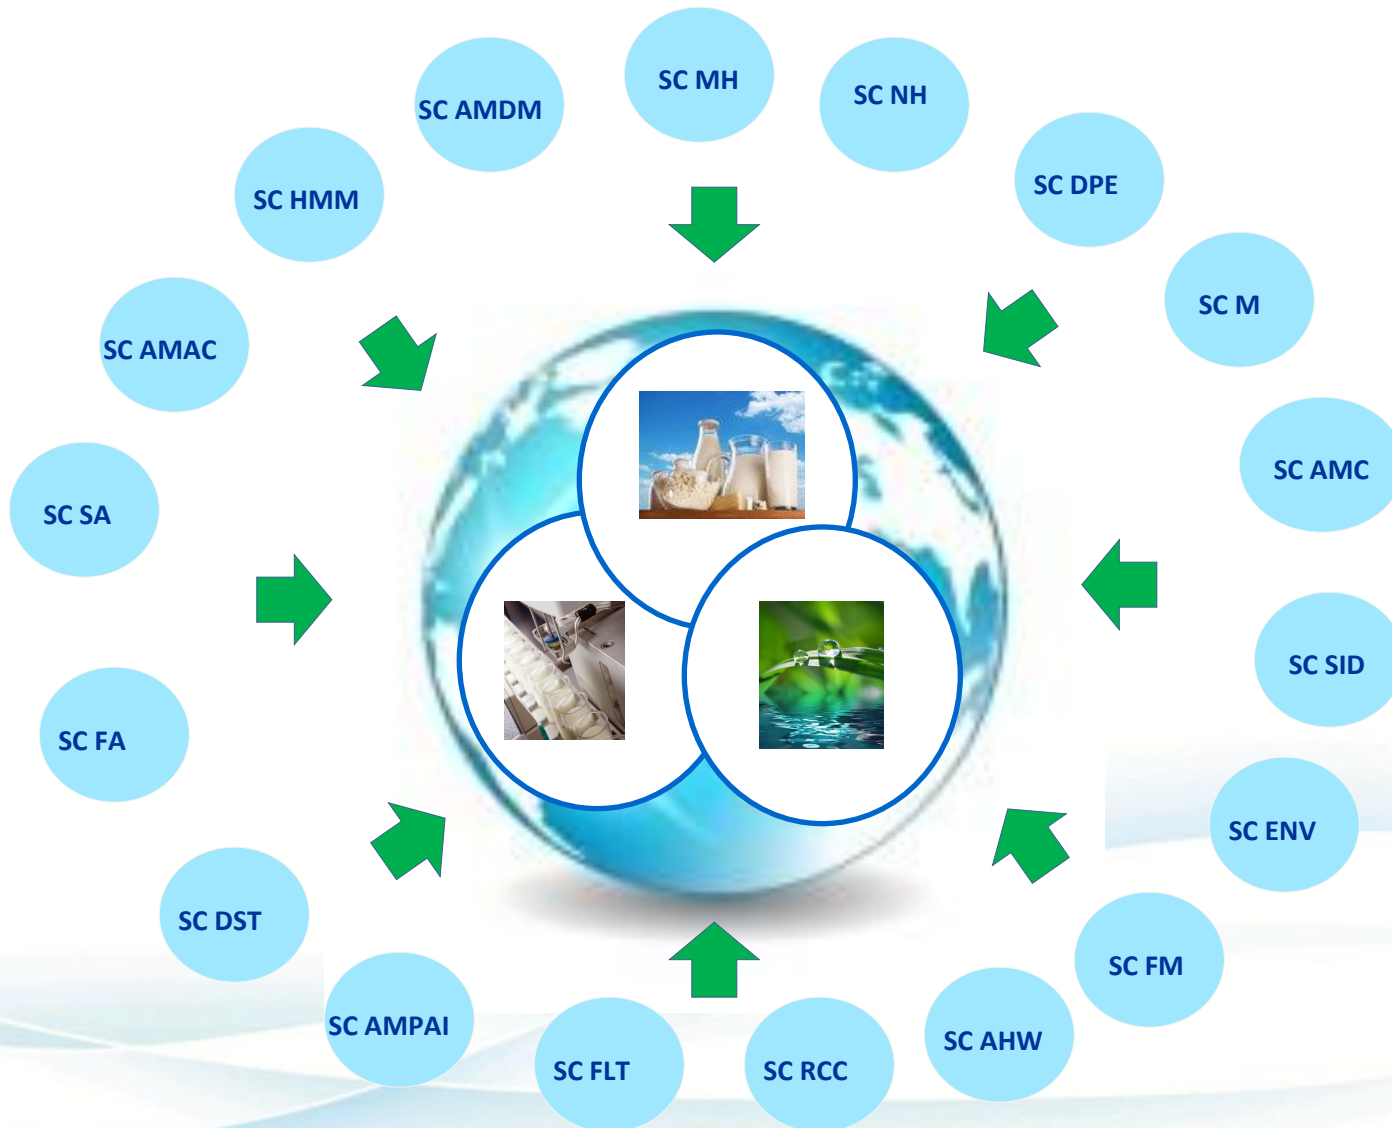 SC MH
SC NH
SC AMDM
SC DPE
SC HMM
SC M
SC AMAC
SC AMC
SC SA
SC SID
SC FA
SC ENV
SC DST
SC FM
SC AMPAI
SC AHW
SC FLT
SC RCC